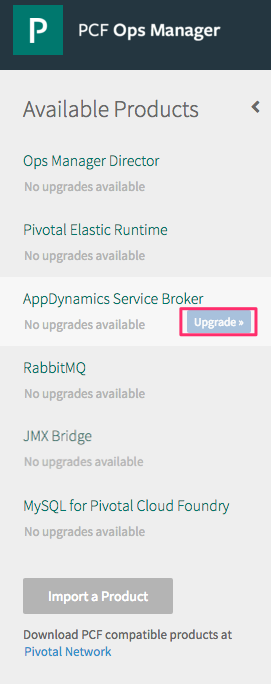 P PCF Ops Manager
Available Products
Ops Manager Director
No upgrades available
Pivotal Elastic Runtime
No upgrades available
AppDynamics Service Broker
No upgrades available Upgrade »
RabbitMQ
No upgrades available
JMX Bridge
No upgrades available
MySQL for Pivotal Cloud Foundry
No upgrades available
Import a Product
Download PCF compatible products at
Pivotal Network